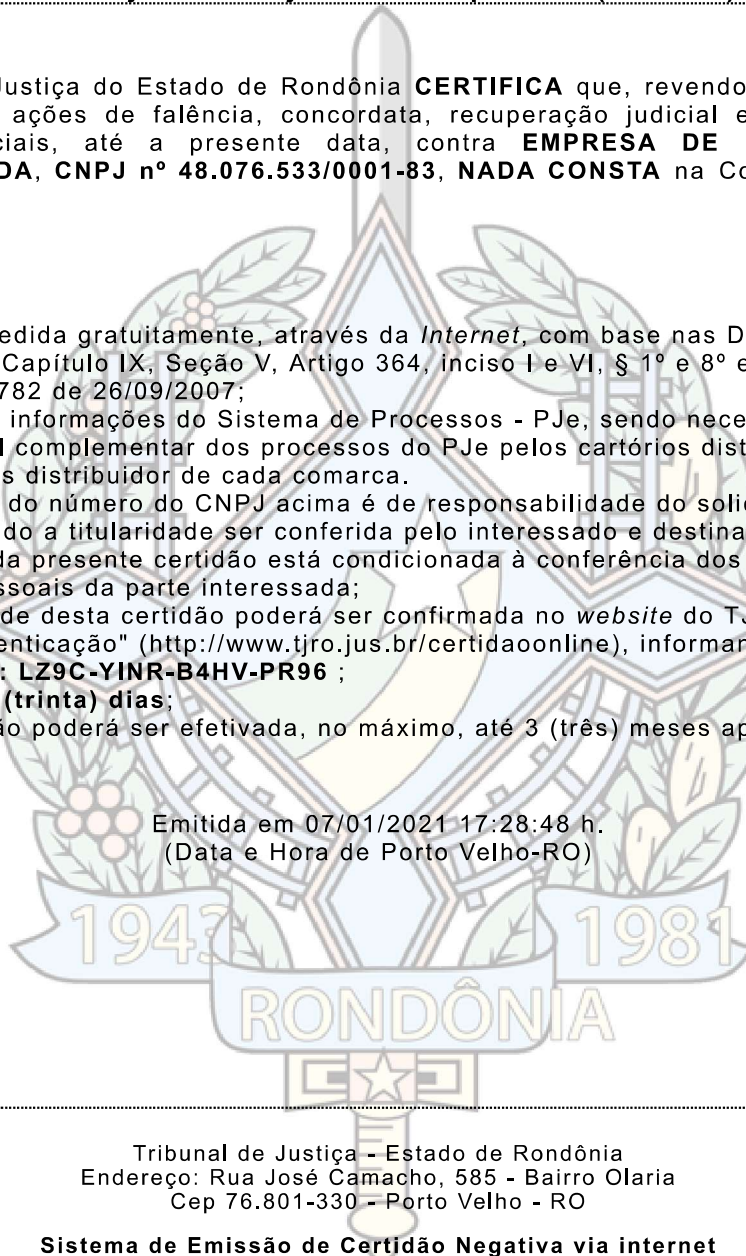 Justiça do Estado de Rondônia CERTIFICA que, revendo
ações de falência, concordata, recuperação judicial e
ciais, até a presente data, contra EMPRESA DE
DA, CNPJ nº 48.076.533/0001-83, NADA CONSTA na Co
edida gratuitamente, através da Internet, com base nas D
Capítulo IX, Seção V, Artigo 364, inciso I e VI, § 1º e 8º e
782 de 26/09/2007;
informações do Sistema de Processos - PJe, sendo nece
l complementar dos processos do PJe pelos cartórios dist
s distribuidor de cada comarca.
do número do CNPJ acima é de responsabilidade do solic
do a titularidade ser conferida pelo interessado e destina
da presente certidão está condicionada à conferência dos
ssoais da parte interessada;
de desta certidão poderá ser confirmada no website do TJ
enticação" (http://www.tjro.jus.br/certidaoonline), informan
: LZ9C-YINR-B4HV-PR96 ;
(trinta) dias;
ão poderá ser efetivada, no máximo, até 3 (três) meses ap
Emitida em 07/01/2021 17:28:48 h.
(Data e Hora de Porto Velho-RO)
1943 1981
RONDÔNIA
Tribunal de Justiça - Estado de Rondônia
Endereço: Rua José Camacho, 585 - Bairro Olaria
Cep 76.801-330 - Porto Velho - RO
Sistema de Emissão de Certidão Negativa via internet